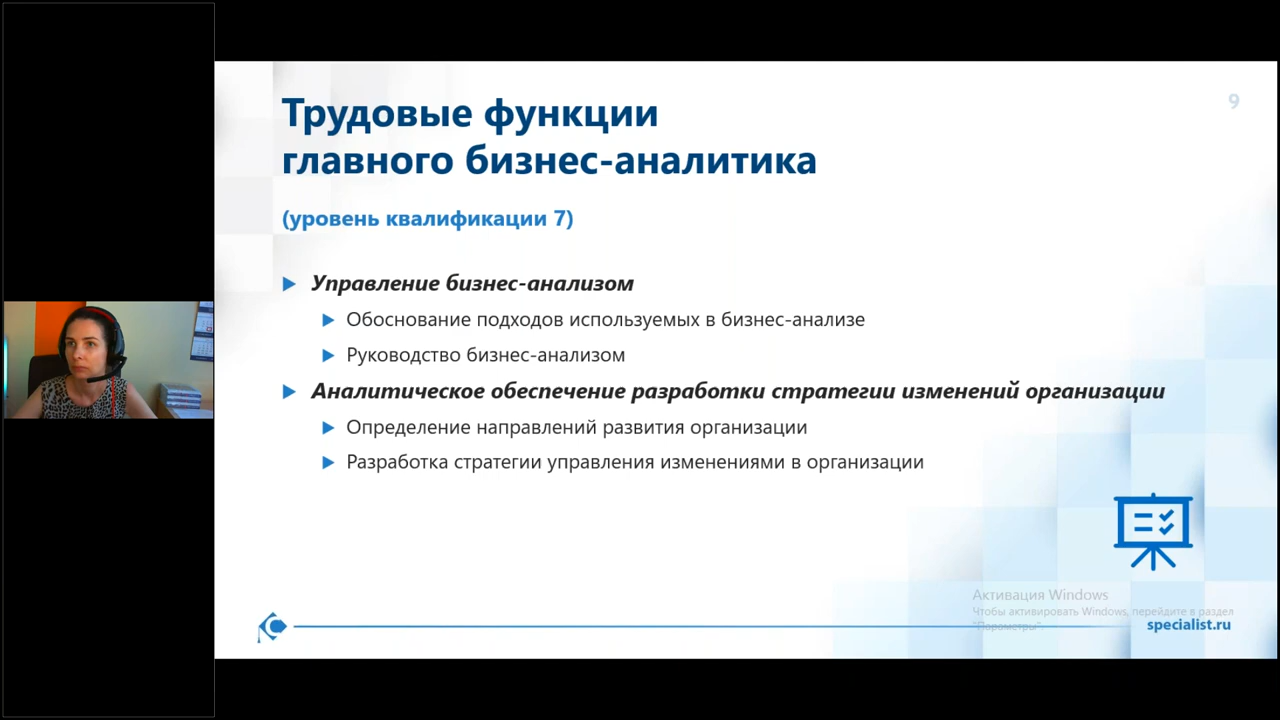 Трудовые функции
главного бизнес-аналитика
9
(уровень квалификации 7)
Управление бизнес-анализом
Обоснование подходов используемых в бизнес-анализе
Руководство бизнес-анализом
Аналитическое обеспечение разработки стратегии изменений организации
Определение направлений развития организации
Разработка стратегии управления изменениями в организации
Активация Windows
Чтобы активировать Windows, перейдите в раздел
"Параметры".
specialist.ru